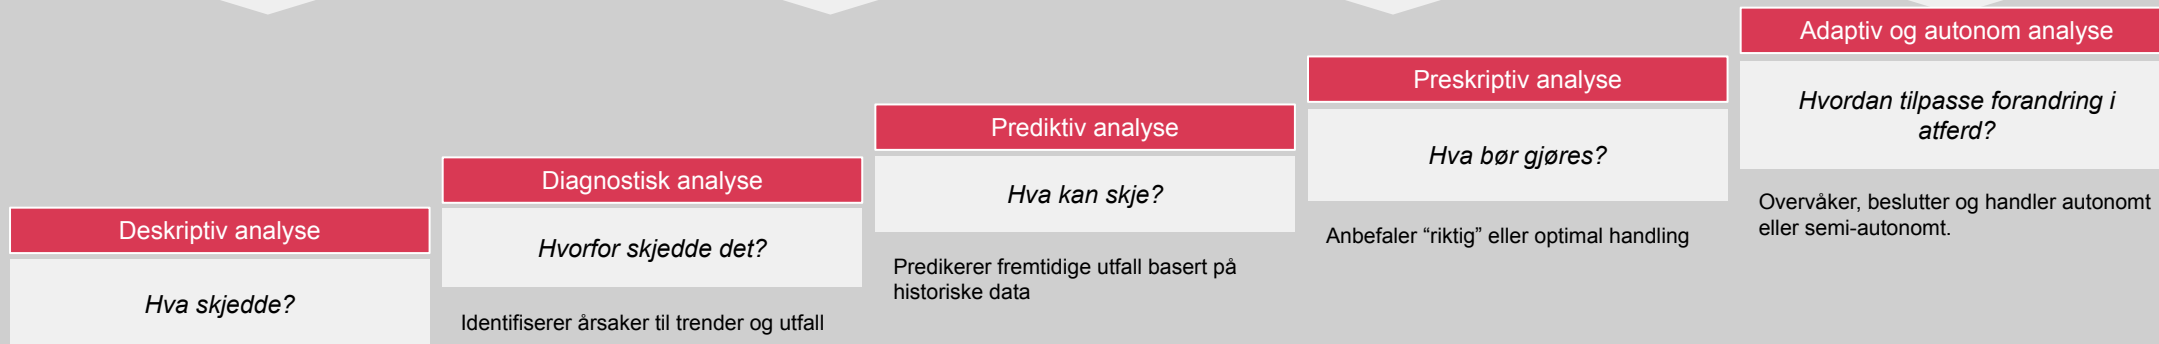 Deskriptiv analyse
Hva skjedde?
Diagnostisk analyse
Hvorfor skjedde det?
Identifiserer årsaker til trender og utfall
Prediktiv analyse
Hva kan skje?
Predikerer fremtidige utfall basert på
historiske data
Preskriptiv analyse
Hva bør gjøres?
Anbefaler “riktig” eller optimal handling
Adaptiv og autonom analyse
Hvordan tilpasse forandring i
atferd?
Overvåker, beslutter og handler autonomt
eller semi-autonomt.